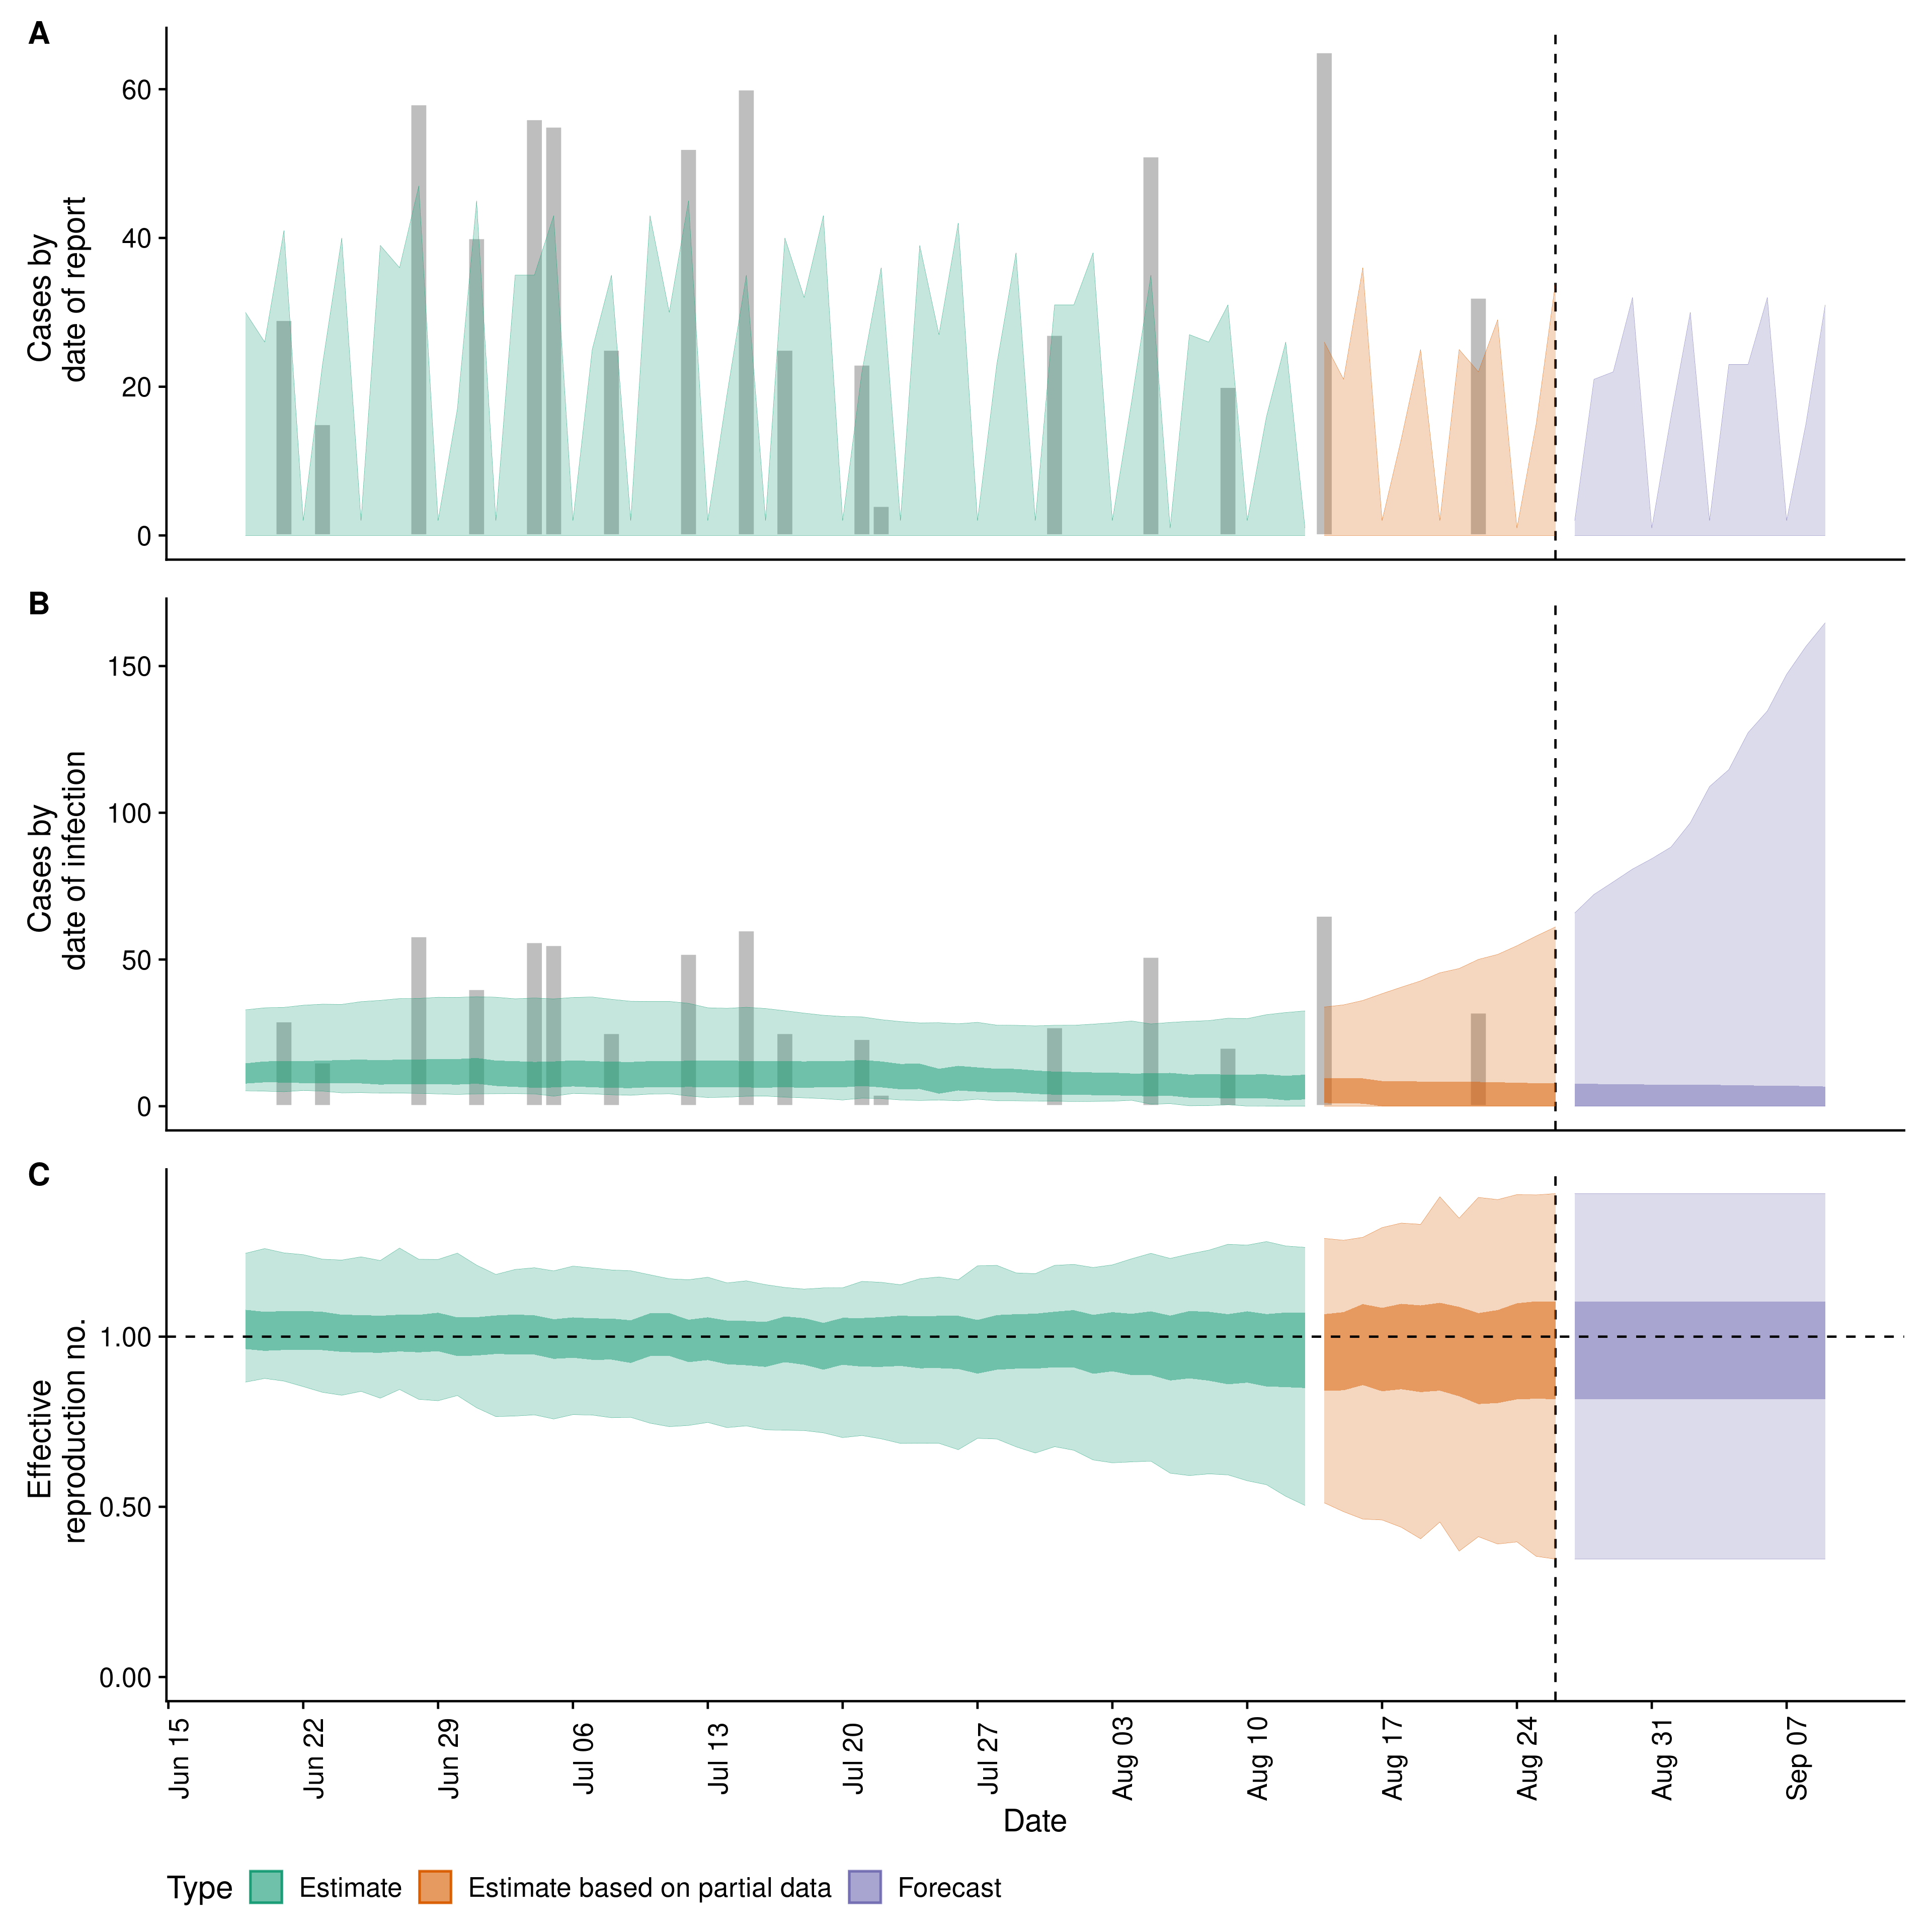 A
Cases by
date of report
60
40
20
0
B
Cases by
date of infection
150
100
50
0
C
Effective
reproduction no.
1.00
0.50
0.00
Jun 15
Jun 22
Jun 29
Jul 06
Jul 13
Jul 20
Jul 27
Aug 03
Aug 10
Aug 17
Aug 24
Aug 31
Sep 07
Date
Type Estimate Estimate based on partial data Forecast